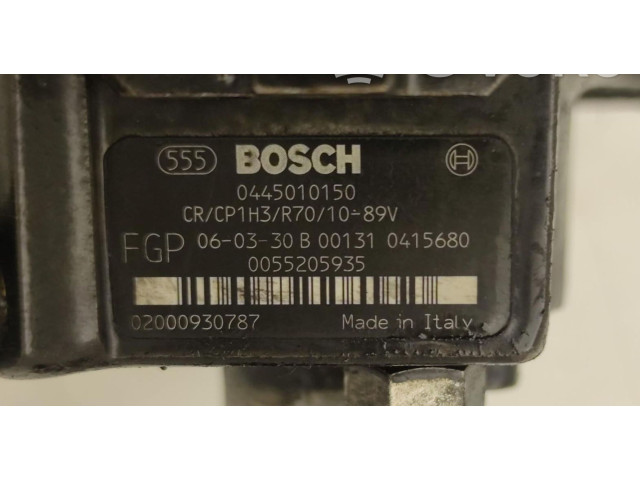 555 BOSCH
0445010150
CR/CP1H3/R70/10-89V
FGP 06-03-30 B 00131 0415680
0055205935
02000930787 Made in Italy